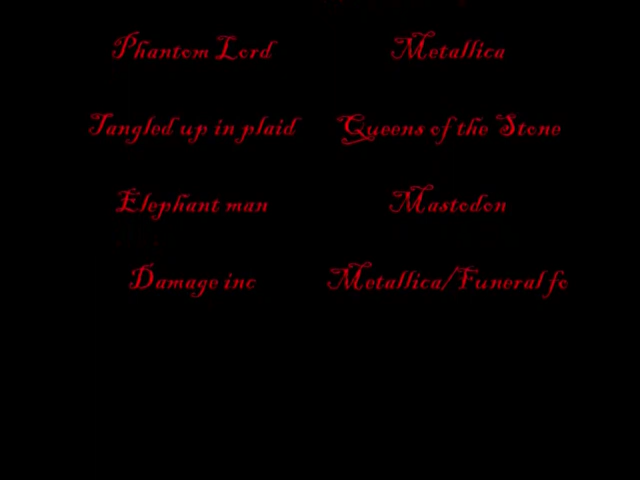 Phantom Lord Metallica
Tangled up in plaid Queens of the Stone
Elephant man Mastodon
Damage inc Metallica/Funeral fo